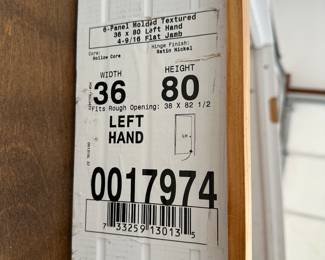 6-Panel Molded Textured
36 x 80 Left Hand
4-9/16 Flat Jamb
Core: Hinge Finish:
Hollow Core Satin Nickel
WIDTH HEIGHT
36 80
Fits Rough Opening: 38 X 82 1/2
LEFT
HAND
LH
0017974
7 33259 13013 5